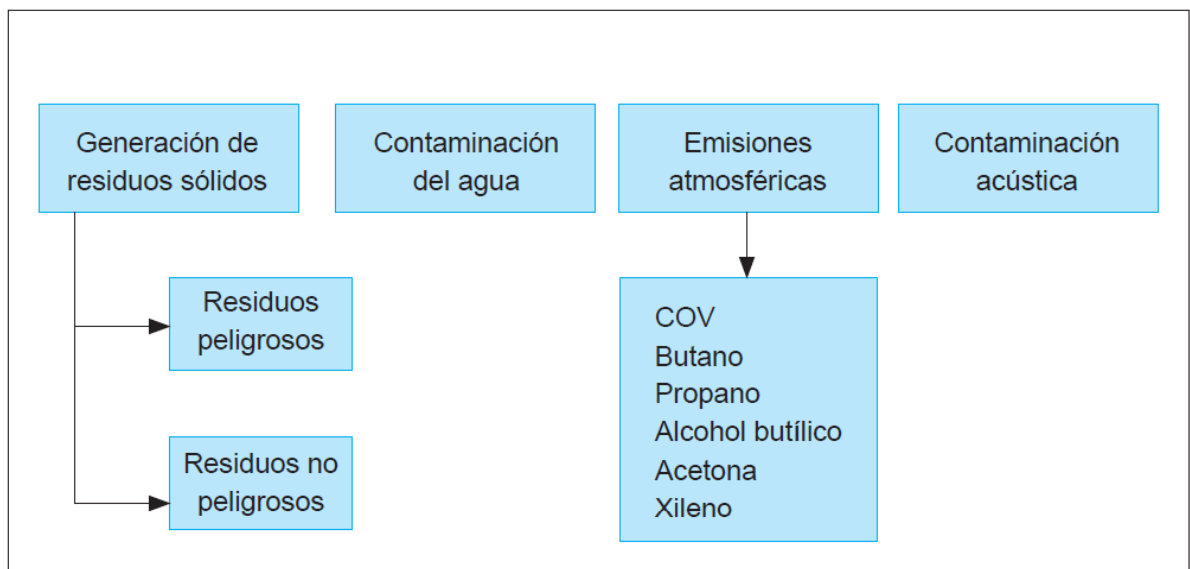 Generación de
residuos sólidos
Contaminación
del agua
Emisiones
atmosféricas
Contaminación
acústica
Residuos
peligrosos
Residuos no
peligrosos
COV
Butano
Propano
Alcohol butílico
Acetona
Xileno